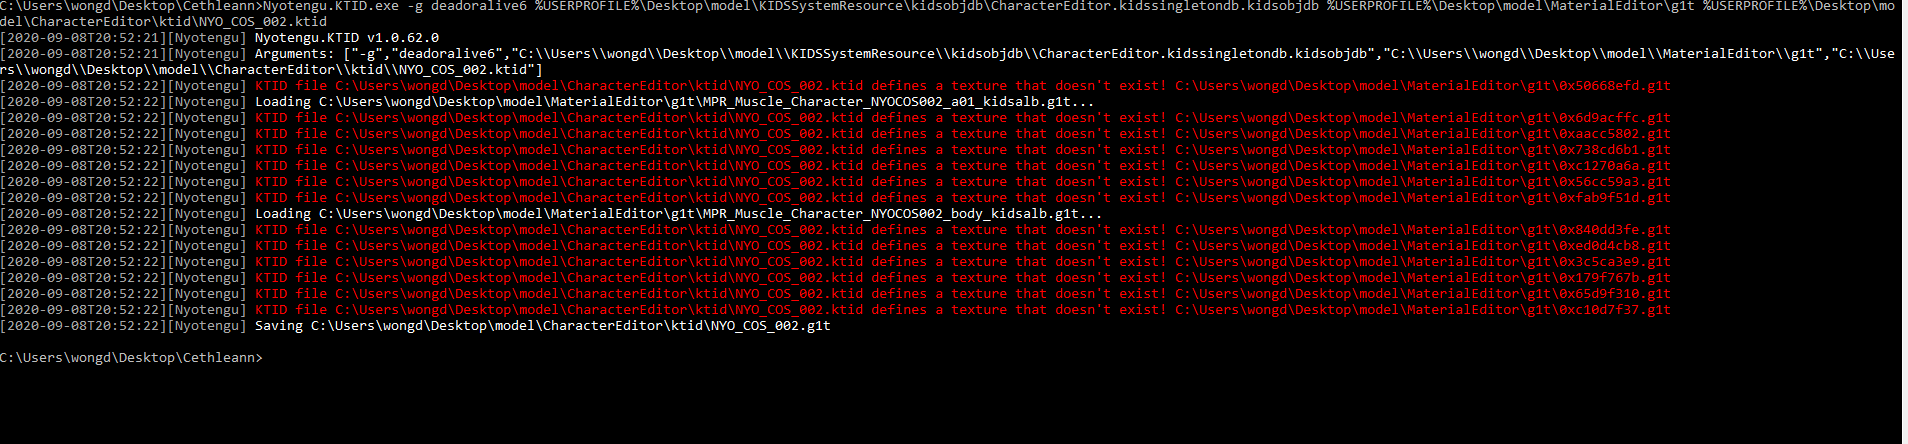 C:\Users\wongd\Desktop\Cethleann>Nyotengu.KTID.exe -g deadoralive6 %USERPROFILE%\Desktop\model\KIDSSystemResource\kidsobjdb\CharacterEditor.kidssingletondb.kidsobjdb %USERPROFILE%\Desktop\model\MaterialEditor\g1t %USERPROFILE%\Desktop\mo
del\CharacterEditor\ktid\NYO_COS_002.ktid
[2020-09-08T20:52:21][Nyotengu] Nyotengu.KTID v1.0.62.0
[2020-09-08T20:52:21][Nyotengu] Arguments: ["-g","deadoralive6","C:\\Users\\wongd\\Desktop\\model\\KIDSSystemResource\\kidsobjdb\\CharacterEditor.kidssingletondb.kidsobjdb","C:\\Users\\wongd\\Desktop\\model\\MaterialEditor\\g1t","C:\\Use
rs\\wongd\\Desktop\\model\\CharacterEditor\\ktid\\NYO_COS_002.ktid"]
[2020-09-08T20:52:22][Nyotengu] KTID file C:\Users\wongd\Desktop\model\CharacterEditor\ktid\NYO_COS_002.ktid defines a texture that doesn't exist! C:\Users\wongd\Desktop\model\MaterialEditor\g1t\0x50668efd.g1t
[2020-09-08T20:52:22][Nyotengu] Loading C:\Users\wongd\Desktop\model\MaterialEditor\g1t\MPR_Muscle_Character_NYOCOS002_a01_kidsalb.g1t...
[2020-09-08T20:52:22][Nyotengu] KTID file C:\Users\wongd\Desktop\model\CharacterEditor\ktid\NYO_COS_002.ktid defines a texture that doesn't exist! C:\Users\wongd\Desktop\model\MaterialEditor\g1t\0x6d9acffc.g1t
[2020-09-08T20:52:22][Nyotengu] KTID file C:\Users\wongd\Desktop\model\CharacterEditor\ktid\NYO_COS_002.ktid defines a texture that doesn't exist! C:\Users\wongd\Desktop\model\MaterialEditor\g1t\0xaacc5802.g1t
[2020-09-08T20:52:22][Nyotengu] KTID file C:\Users\wongd\Desktop\model\CharacterEditor\ktid\NYO_COS_002.ktid defines a texture that doesn't exist! C:\Users\wongd\Desktop\model\MaterialEditor\g1t\0x738cd6b1.g1t
[2020-09-08T20:52:22][Nyotengu] KTID file C:\Users\wongd\Desktop\model\CharacterEditor\ktid\NYO_COS_002.ktid defines a texture that doesn't exist! C:\Users\wongd\Desktop\model\MaterialEditor\g1t\0xc1270a6a.g1t
[2020-09-08T20:52:22][Nyotengu] KTID file C:\Users\wongd\Desktop\model\CharacterEditor\ktid\NYO_COS_002.ktid defines a texture that doesn't exist! C:\Users\wongd\Desktop\model\MaterialEditor\g1t\0x56cc59a3.g1t
[2020-09-08T20:52:22][Nyotengu] KTID file C:\Users\wongd\Desktop\model\CharacterEditor\ktid\NYO_COS_002.ktid defines a texture that doesn't exist! C:\Users\wongd\Desktop\model\MaterialEditor\g1t\0xfab9f51d.g1t
[2020-09-08T20:52:22][Nyotengu] Loading C:\Users\wongd\Desktop\model\MaterialEditor\g1t\MPR_Muscle_Character_NYOCOS002_body_kidsalb.g1t...
[2020-09-08T20:52:22][Nyotengu] KTID file C:\Users\wongd\Desktop\model\CharacterEditor\ktid\NYO_COS_002.ktid defines a texture that doesn't exist! C:\Users\wongd\Desktop\model\MaterialEditor\g1t\0x840dd3fe.g1t
[2020-09-08T20:52:22][Nyotengu] KTID file C:\Users\wongd\Desktop\model\CharacterEditor\ktid\NYO_COS_002.ktid defines a texture that doesn't exist! C:\Users\wongd\Desktop\model\MaterialEditor\g1t\0xed0d4cb8.g1t
[2020-09-08T20:52:22][Nyotengu] KTID file C:\Users\wongd\Desktop\model\CharacterEditor\ktid\NYO_COS_002.ktid defines a texture that doesn't exist! C:\Users\wongd\Desktop\model\MaterialEditor\g1t\0x3c5ca3e9.g1t
[2020-09-08T20:52:22][Nyotengu] KTID file C:\Users\wongd\Desktop\model\CharacterEditor\ktid\NYO_COS_002.ktid defines a texture that doesn't exist! C:\Users\wongd\Desktop\model\MaterialEditor\g1t\0x179f767b.g1t
[2020-09-08T20:52:22][Nyotengu] KTID file C:\Users\wongd\Desktop\model\CharacterEditor\ktid\NYO_COS_002.ktid defines a texture that doesn't exist! C:\Users\wongd\Desktop\model\MaterialEditor\g1t\0x65d9f310.g1t
[2020-09-08T20:52:22][Nyotengu] KTID file C:\Users\wongd\Desktop\model\CharacterEditor\ktid\NYO_COS_002.ktid defines a texture that doesn't exist! C:\Users\wongd\Desktop\model\MaterialEditor\g1t\0xc10d7f37.g1t
[2020-09-08T20:52:22][Nyotengu] Saving C:\Users\wongd\Desktop\model\CharacterEditor\ktid\NYO_COS_002.g1t
C:\Users\wongd\Desktop\Cethleann>